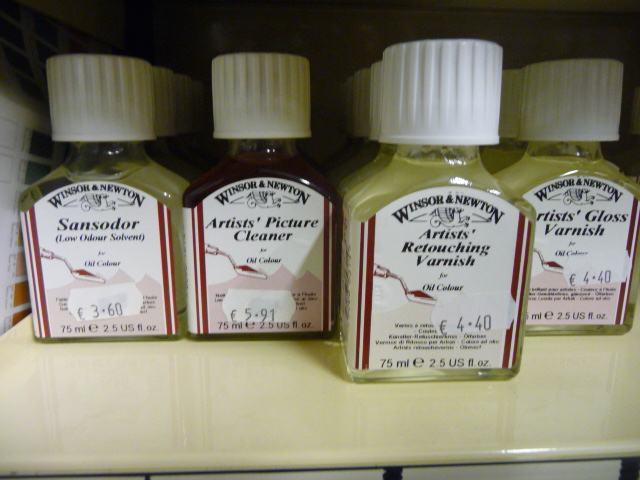 WINSOR & NEWTON
Sansodor
(Low Odour Solvent)
for
Oil Colour
€ 3·60
75 ml e 2.5 US fl. oz.
WINSOR & NEWTON
Artists' Picture
Cleaner
for
Oil Colour
€ 5·91
75 ml e 2.5 US fl. oz.
WINSOR & NEWTON
Artists'
Retouching
Varnish
for
Oil Colour
€ 4·40
75 ml e 2.5 US fl. oz.
WINSOR & NEWTON
Artists' Gloss
Varnish
for
Oil Colour
€ 4·40
75 ml e 2.5 US fl. oz.